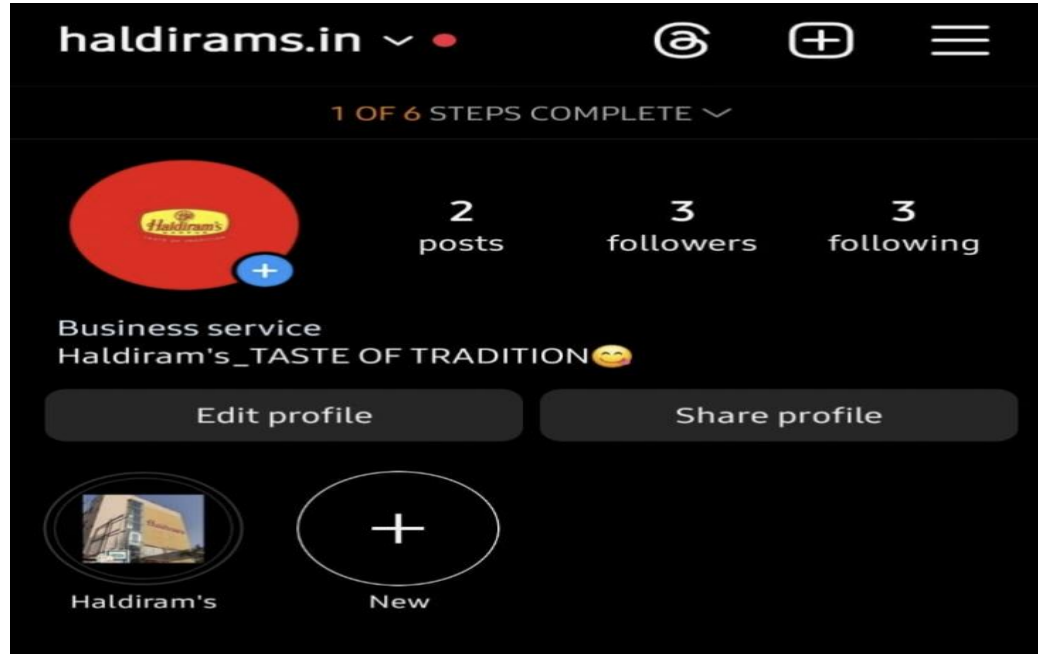 haldirams.in
1 OF 6 STEPS COMPLETE
Haldiram's
2 3 3
posts followers following
Business service
Haldiram's_TASTE OF TRADITION😋
Edit profile Share profile
Haldiram's New